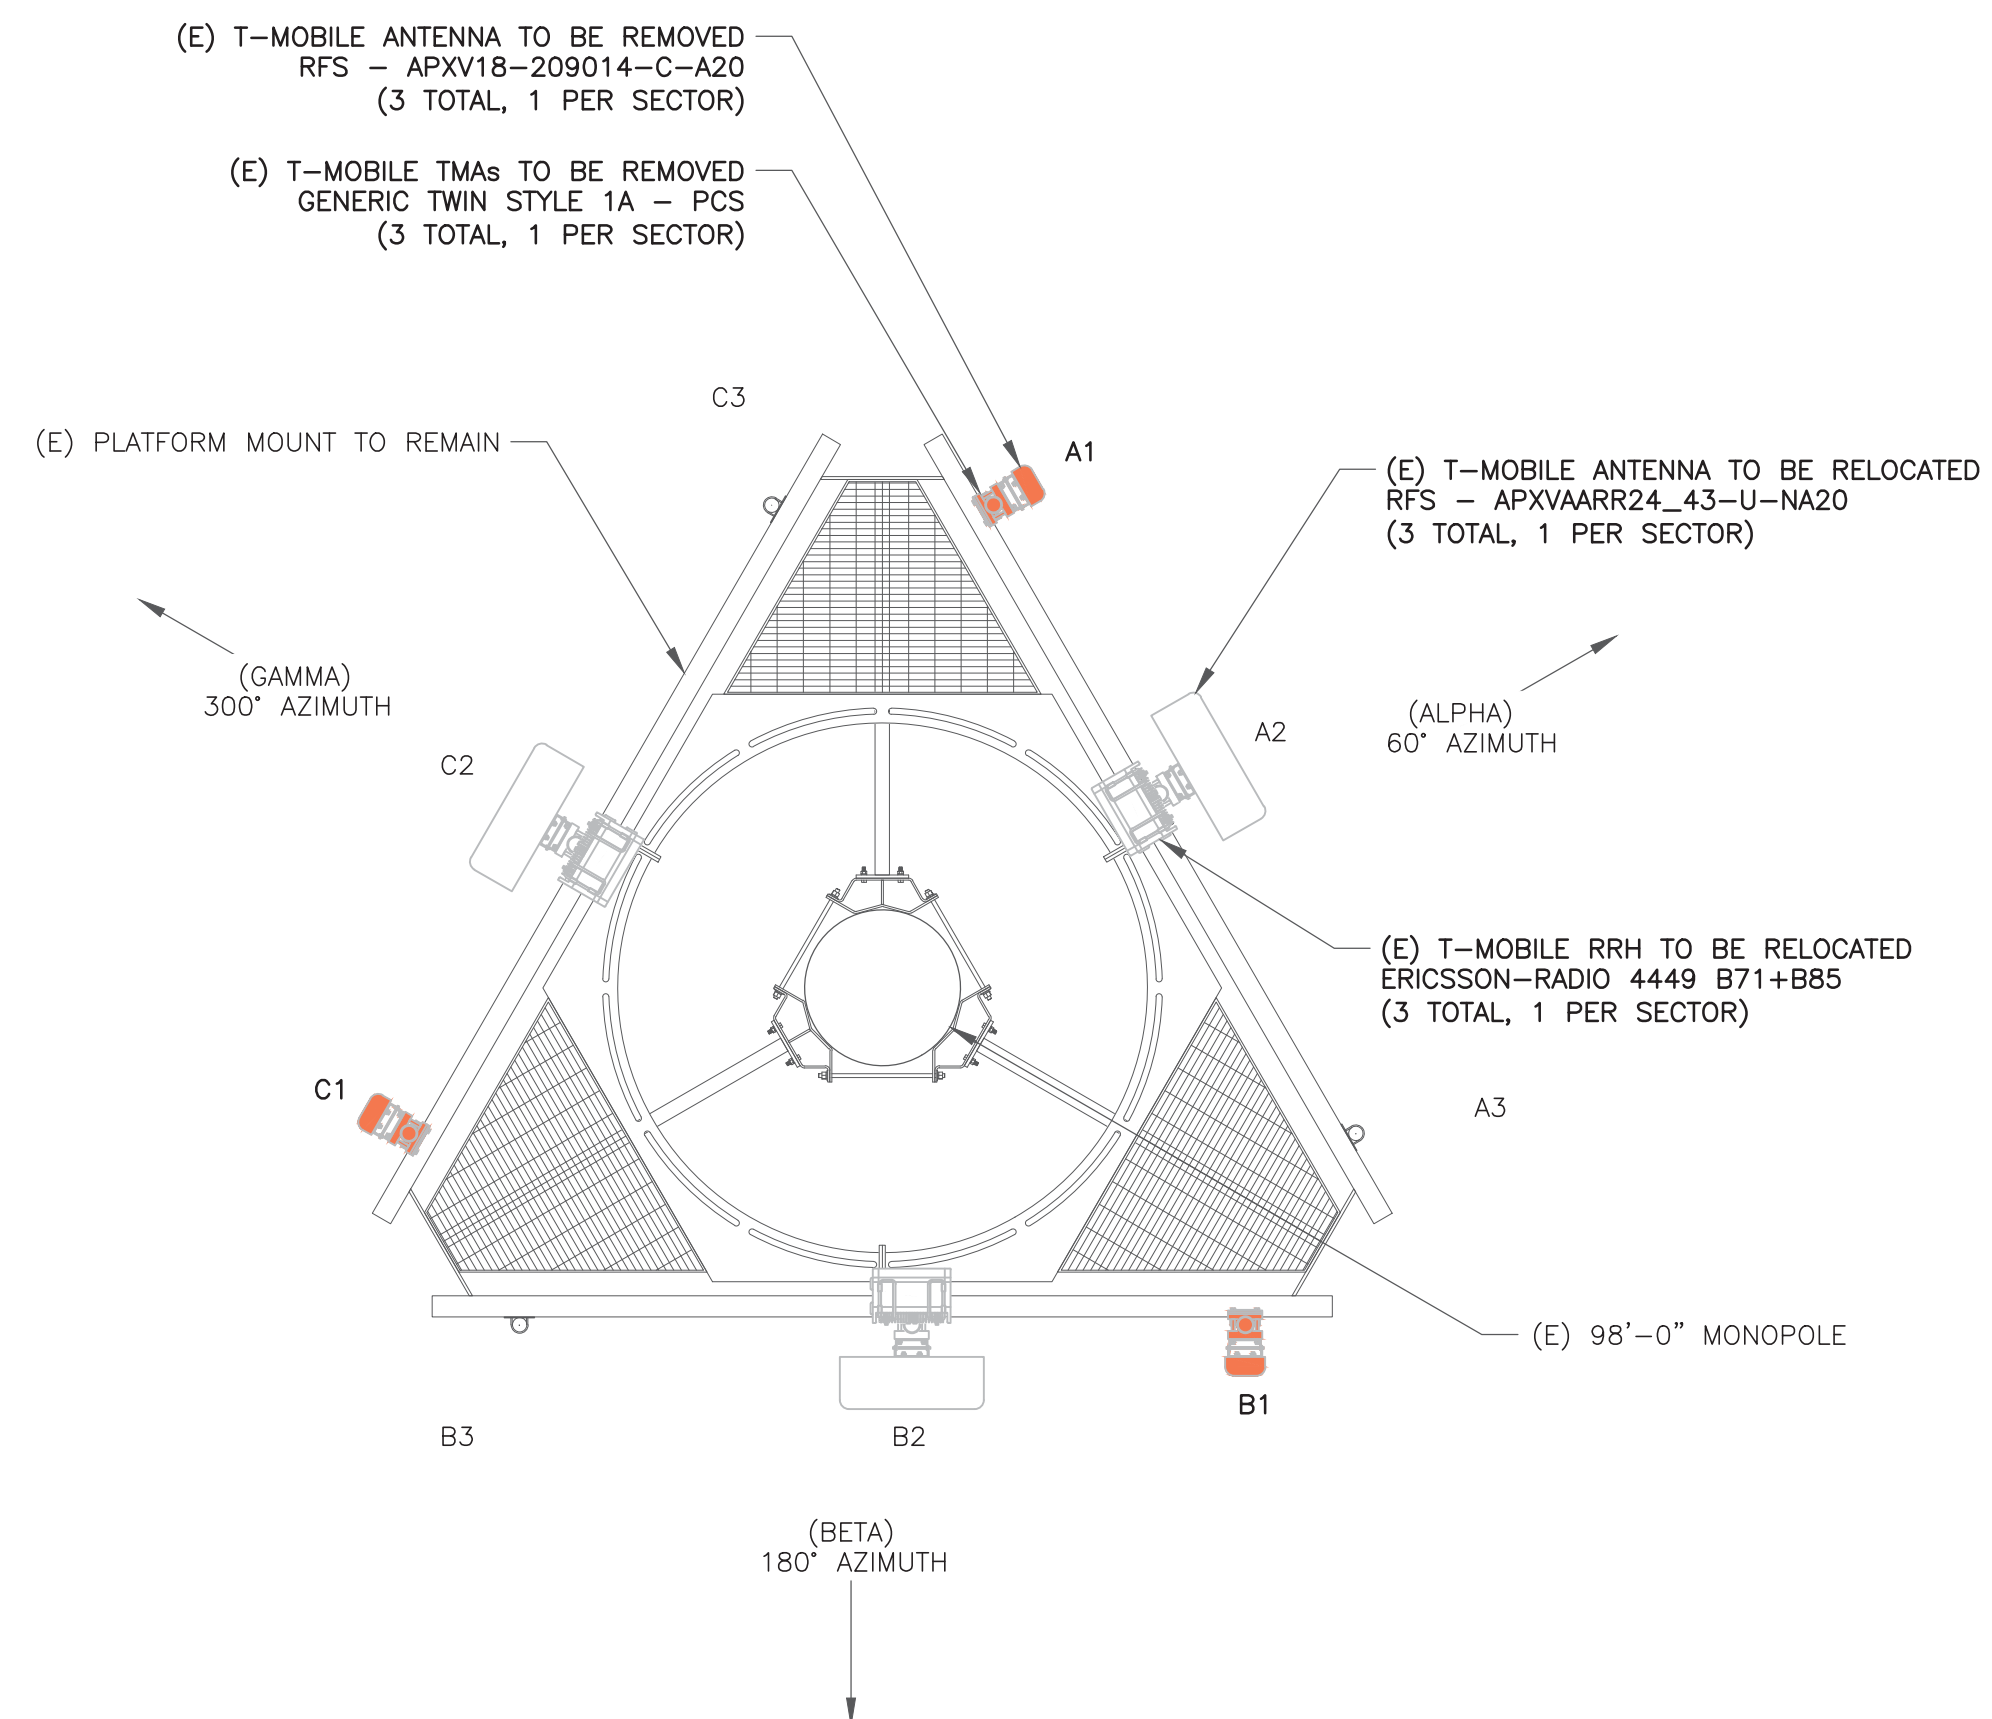 (E) T-MOBILE ANTENNA TO BE REMOVED
RFS - APXV18-209014-C-A20
(3 TOTAL, 1 PER SECTOR)
(E) T-MOBILE TMAs TO BE REMOVED
GENERIC TWIN STYLE 1A - PCS
(3 TOTAL, 1 PER SECTOR)
C3
(E) PLATFORM MOUNT TO REMAIN
A1
(E) T-MOBILE ANTENNA TO BE RELOCATED
RFS - APXVAARR24_43-U-NA20
(3 TOTAL, 1 PER SECTOR)
(GAMMA)
300° AZIMUTH
(ALPHA)
60° AZIMUTH
A2
C2
(E) T-MOBILE RRH TO BE RELOCATED
ERICSSON-RADIO 4449 B71+B85
(3 TOTAL, 1 PER SECTOR)
C1
A3
(E) 98'-0" MONOPOLE
B1
B3
B2
(BETA)
180° AZIMUTH